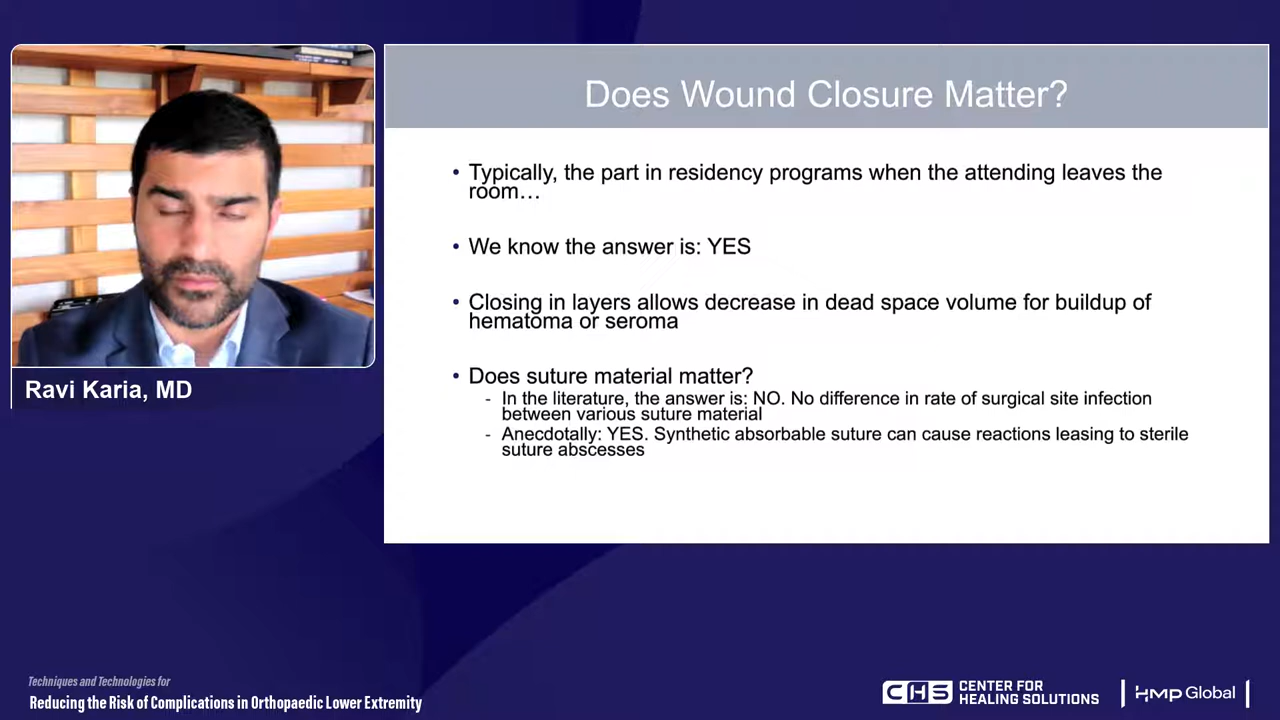 Does Wound Closure Matter?
• Typically, the part in residency programs when the attending leaves the
room…
• We know the answer is: YES
• Closing in layers allows decrease in dead space volume for buildup of
hematoma or seroma
• Does suture material matter?
- In the literature, the answer is: NO. No difference in rate of surgical site infection
between various suture material
- Anecdotally: YES. Synthetic absorbable suture can cause reactions leasing to sterile
suture abscesses
Ravi Karia, MD
Techniques and Technologies for
Reducing the Risk of Complications in Orthopaedic Lower Extremity
CHS
CENTER FOR
HEALING SOLUTIONS
HMP Global